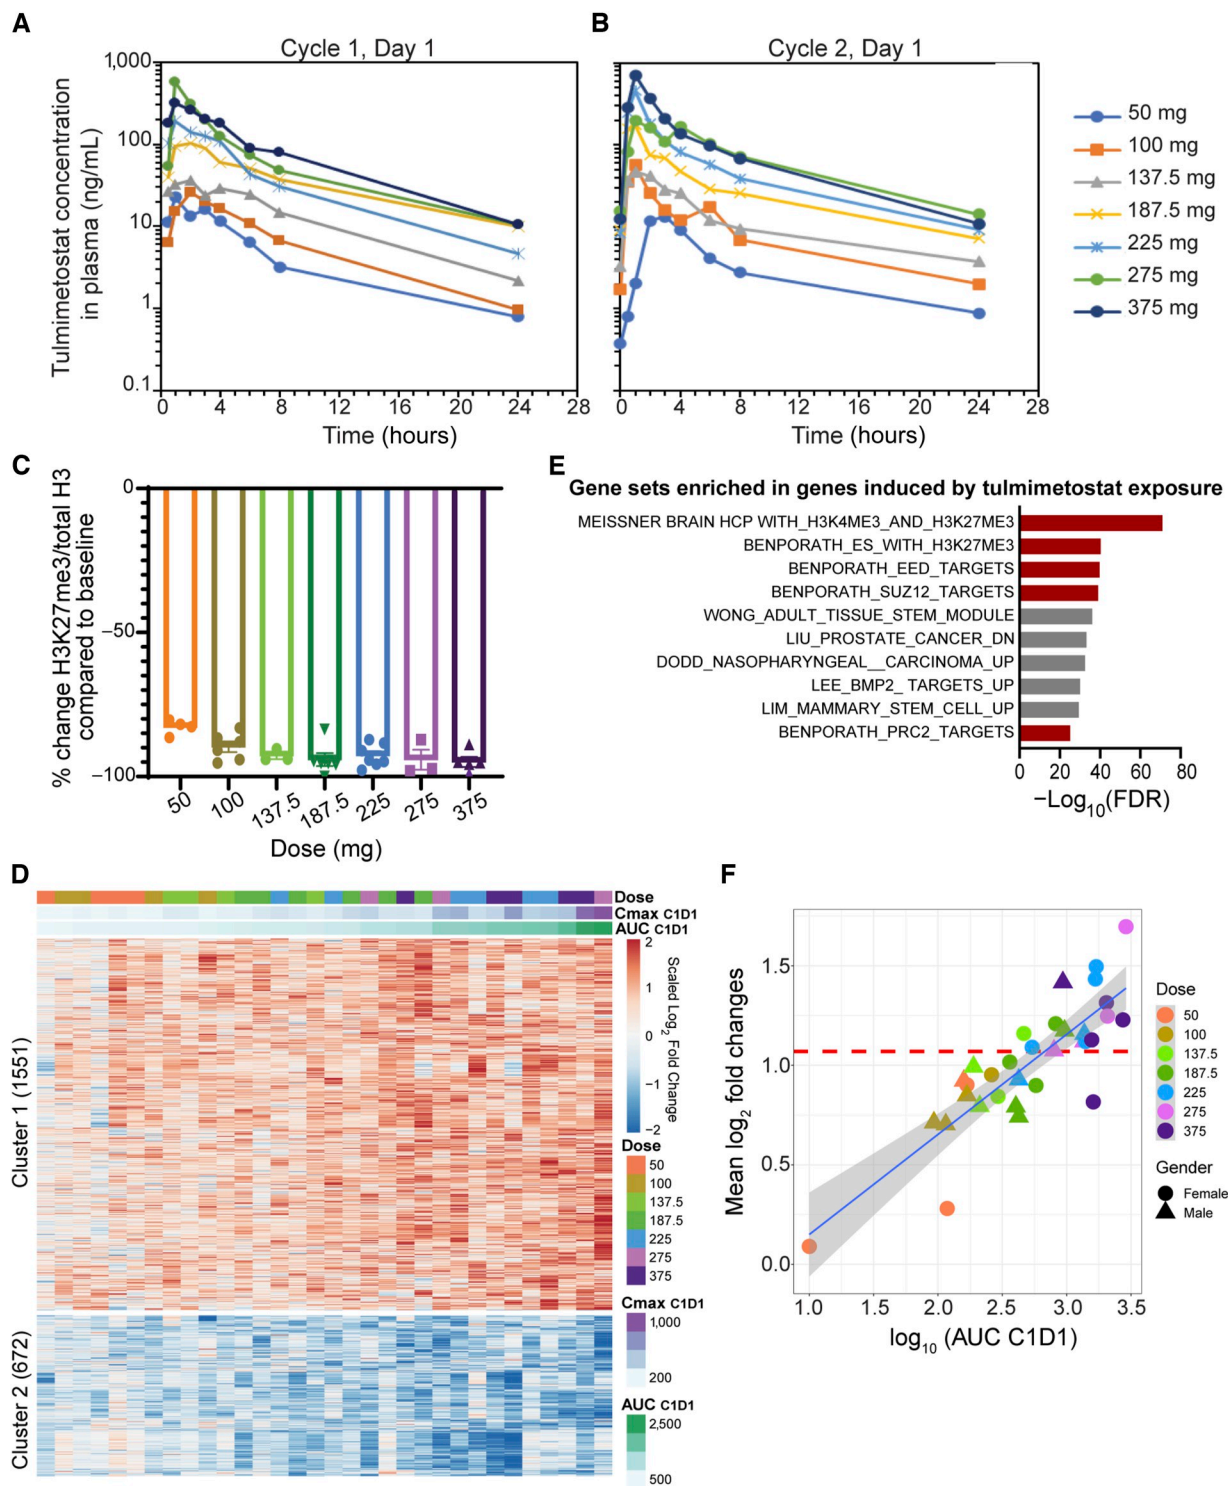 A
Cycle 1, Day 1
Tulmimetostat concentration
in plasma (ng/mL)
1,000
100
10
1
0.1
0 4 8 12 16 20 24 28
Time (hours)
B
Cycle 2, Day 1
0 4 8 12 16 20 24 28
Time (hours)
50 mg
100 mg
137.5 mg
187.5 mg
225 mg
275 mg
375 mg
C
% change H3K27me3/total H3
compared to baseline
0
−50
−100
50 100 137.5 187.5 225 275 375
Dose (mg)
E
Gene sets enriched in genes induced by tulmimetostat exposure
MEISSNER BRAIN HCP WITH_H3K4ME3_AND_H3K27ME3
BENPORATH_ES_WITH_H3K27ME3
BENPORATH_EED_TARGETS
BENPORATH_SUZ12_TARGETS
WONG_ADULT_TISSUE_STEM_MODULE
LIU_PROSTATE_CANCER_DN
DODD_NASOPHARYNGEAL__CARCINOMA_UP
LEE_BMP2_ TARGETS_UP
LIM_MAMMARY_STEM_CELL_UP
BENPORATH_PRC2_TARGETS
0 20 40 60 80
−Log10(FDR)
D
Dose
Cmax C1D1
AUC C1D1
Cluster 1 (1551)
Cluster 2 (672)
2
1
0
−1
−2
Scaled Log2 Fold Change
Dose
50
100
137.5
187.5
225
275
375
Cmax C1D1
1,000
200
AUC C1D1
2,500
500
F
Mean log2 fold changes
1.5
1.0
0.5
0.0
1.0 1.5 2.0 2.5 3.0 3.5
log10 (AUC C1D1)
Dose
50
100
137.5
187.5
225
275
375
Gender
Female
Male